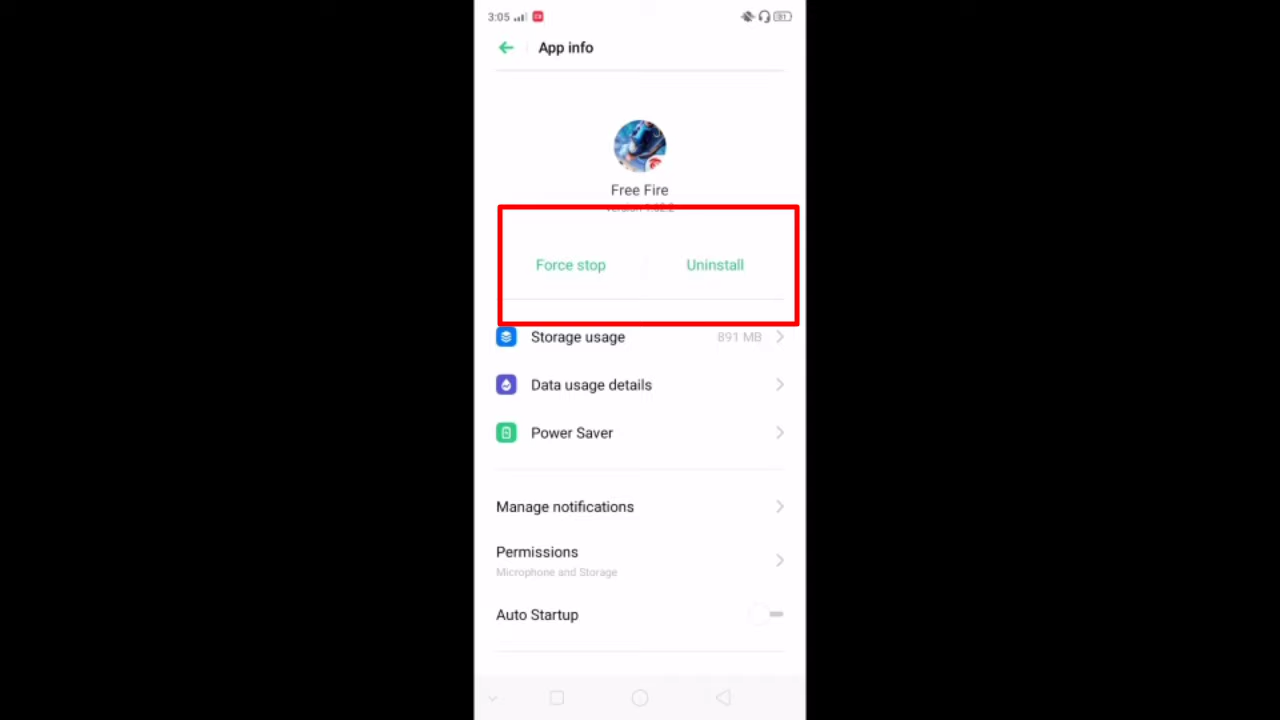 3:05
App info
Free Fire
Force stop
Uninstall
Storage usage
891 MB
Data usage details
Power Saver
Manage notifications
Permissions
Microphone and Storage
Auto Startup